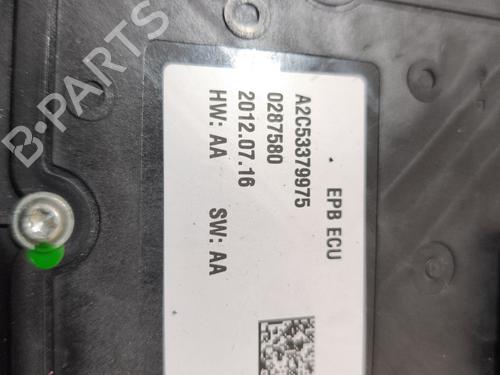 EPB ECU
A2C53379975
0287580
2012.07.16
HW: AA SW: AA
B-PARTS